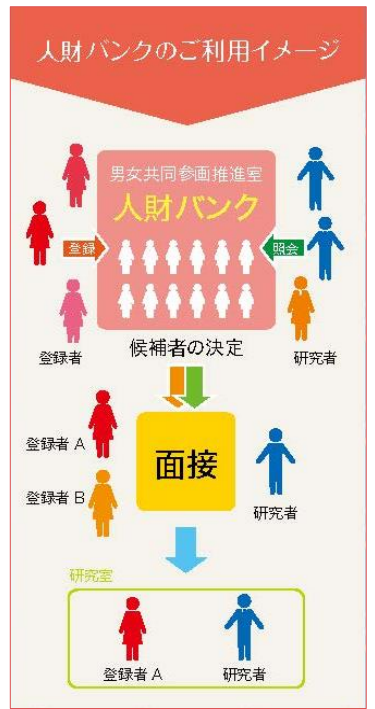 人財バンクのご利用イメージ
男女共同参画推進室
人財バンク
登録
照会
登録者
候補者の決定
研究者
登録者 A
面接
登録者 B
研究者
研究室
登録者 A
研究者